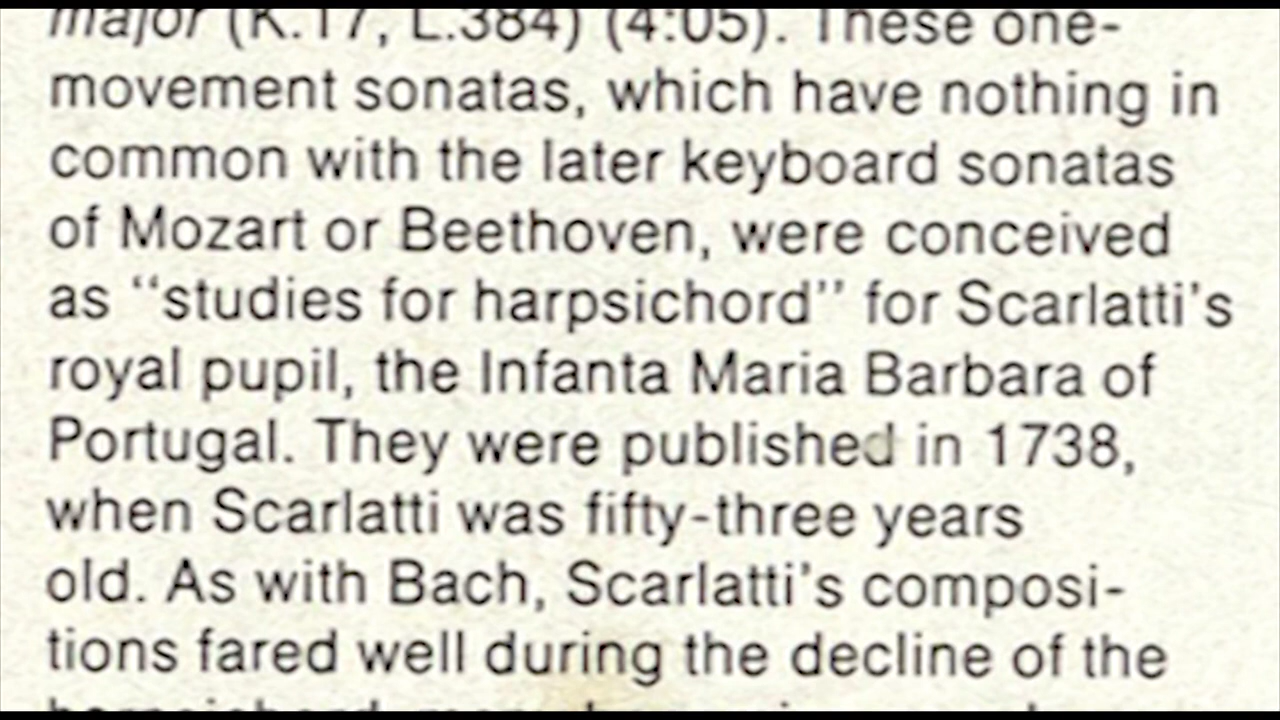 major (K.17, L.384) (4:05). These one-
movement sonatas, which have nothing in
common with the later keyboard sonatas
of Mozart or Beethoven, were conceived
as “studies for harpsichord” for Scarlatti’s
royal pupil, the Infanta Maria Barbara of
Portugal. They were published in 1738,
when Scarlatti was fifty-three years
old. As with Bach, Scarlatti’s composi-
tions fared well during the decline of the